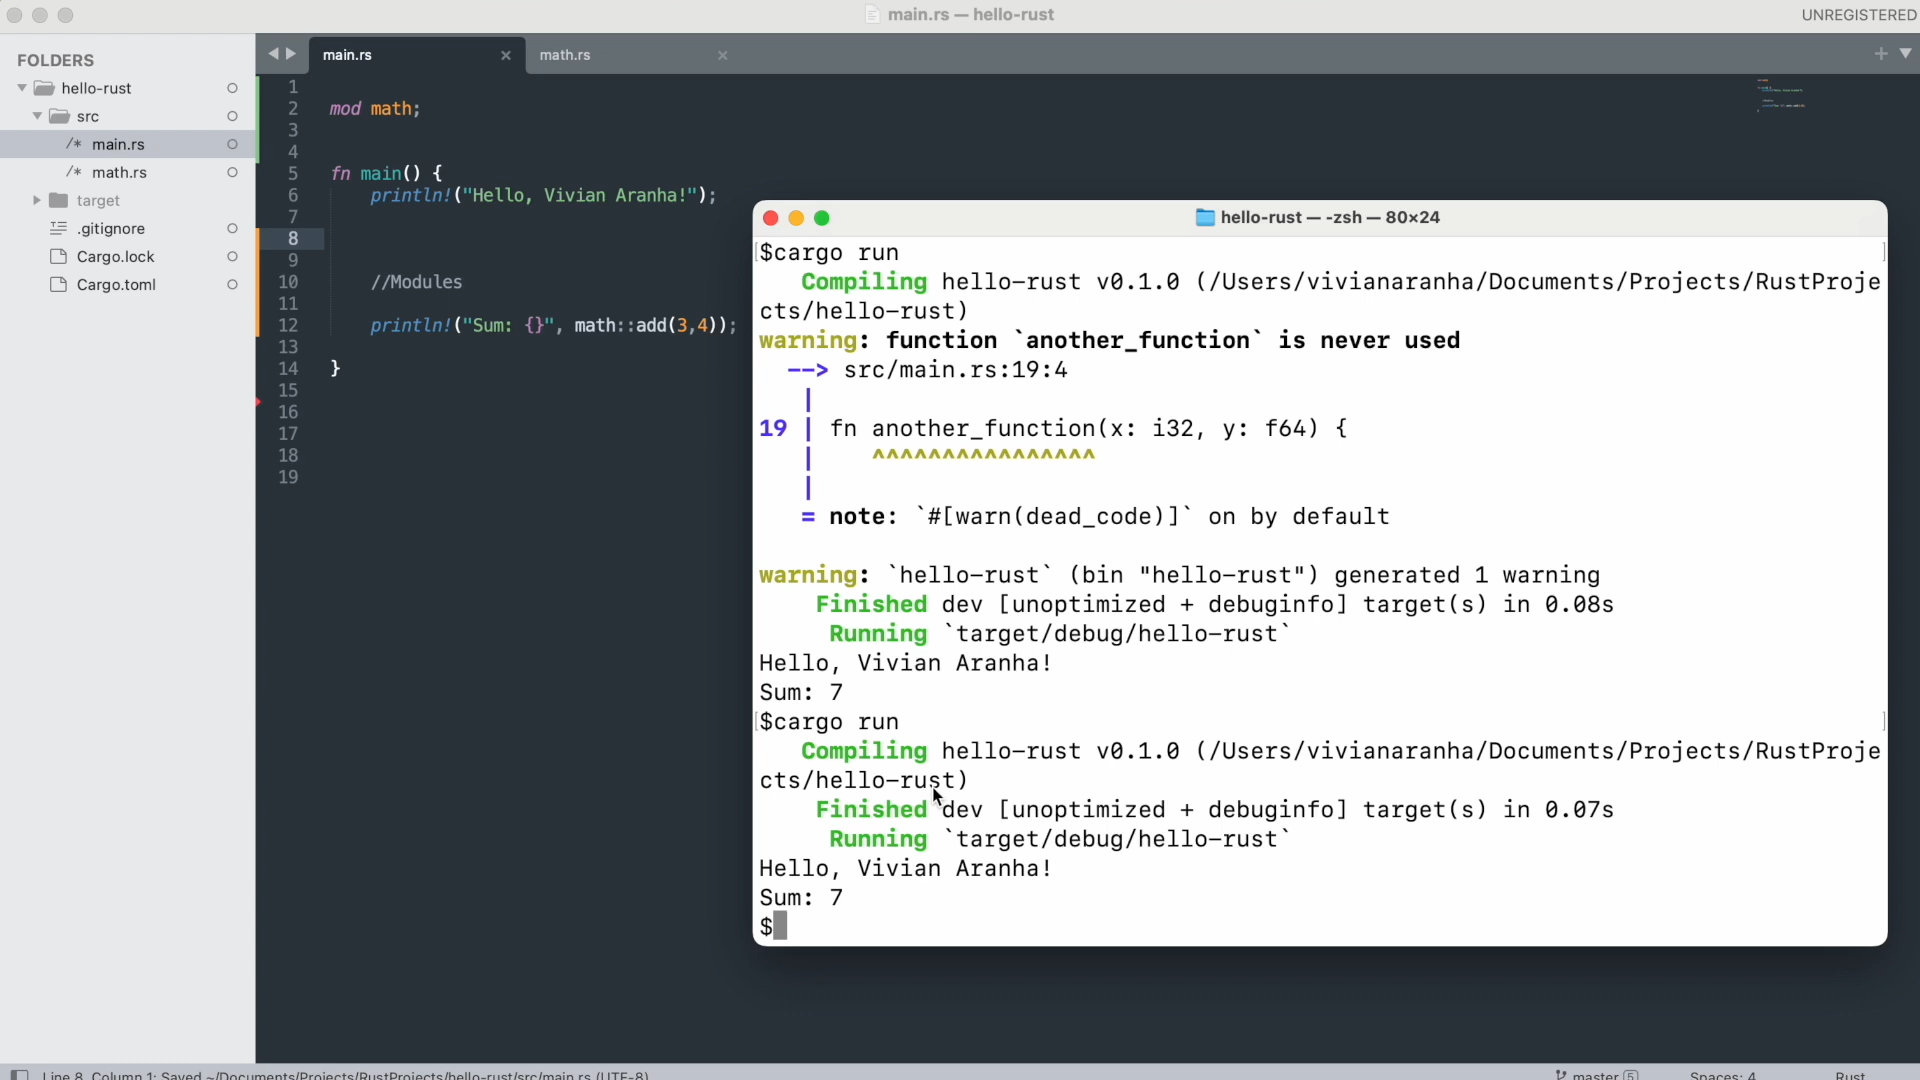 main.rs — hello-rust
UNREGISTERED
FOLDERS
hello-rust
src
/* main.rs
/* math.rs
target
.gitignore
Cargo.lock
Cargo.toml
main.rs
math.rs
1
2 mod math;
3
4
5 fn main() {
6 println!("Hello, Vivian Aranha!");
7
8
9
10 //Modules
11
12 println!("Sum: {}", math::add(3,4));
13
14 }
15
16
17
18
19
hello-rust — -zsh — 80×24
$cargo run
Compiling hello-rust v0.1.0 (/Users/vivianaranha/Documents/Projects/RustProje
cts/hello-rust)
warning: function `another_function` is never used
--> src/main.rs:19:4
|
19 | fn another_function(x: i32, y: f64) {
| ^^^^^^^^^^^^^^^^
|
= note: `#[warn(dead_code)]` on by default
warning: `hello-rust` (bin "hello-rust") generated 1 warning
Finished dev [unoptimized + debuginfo] target(s) in 0.08s
Running `target/debug/hello-rust`
Hello, Vivian Aranha!
Sum: 7
$cargo run
Compiling hello-rust v0.1.0 (/Users/vivianaranha/Documents/Projects/RustProje
cts/hello-rust)
Finished dev [unoptimized + debuginfo] target(s) in 0.07s
Running `target/debug/hello-rust`
Hello, Vivian Aranha!
Sum: 7
$
Line 8, Column 1; Saved ~/Documents/Projects/RustProjects/hello-rust/src/main.rs (UTF-8)
master 5
Spaces: 4
Rust